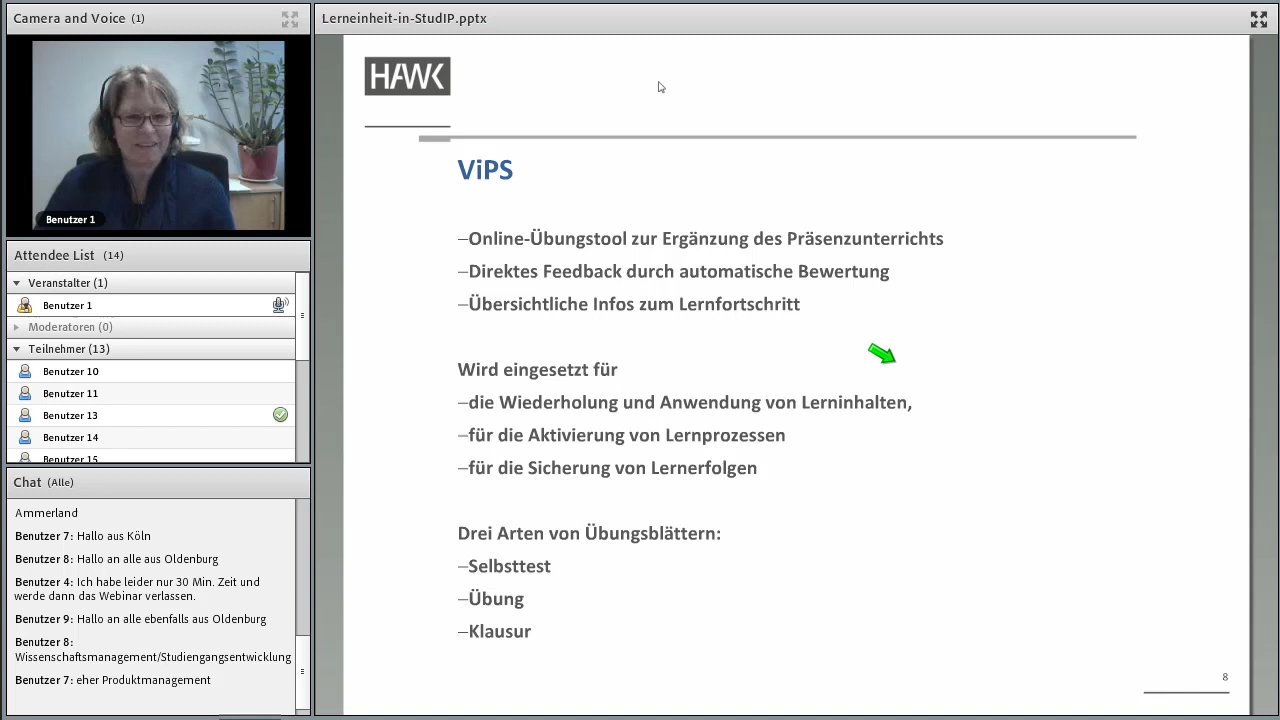 Camera and Voice (1)
Benutzer 1
Attendee List (14)
Veranstalter (1)
Benutzer 1
Moderatoren (0)
Teilnehmer (13)
Benutzer 10
Benutzer 11
Benutzer 13
Benutzer 14
Benutzer 15
Chat (Alle)
Ammerland
Benutzer 7: Hallo aus Köln
Benutzer 8: Hallo an alle aus Oldenburg
Benutzer 4: Ich habe leider nur 30 Min. Zeit und
werde dann das Webinar verlassen.
Benutzer 9: Hallo an alle ebenfalls aus Oldenburg
Benutzer 8:
Wissenschaftsmanagement/Studiengangsentwicklung
Benutzer 7: eher Produktmanagement
Lerneinheit-in-StudIP.pptx
HAWK
ViPS
–Online-Übungstool zur Ergänzung des Präsenzunterrichts
–Direktes Feedback durch automatische Bewertung
–Übersichtliche Infos zum Lernfortschritt
Wird eingesetzt für
–die Wiederholung und Anwendung von Lerninhalten,
–für die Aktivierung von Lernprozessen
–für die Sicherung von Lernerfolgen
Drei Arten von Übungsblättern:
–Selbsttest
–Übung
–Klausur
8